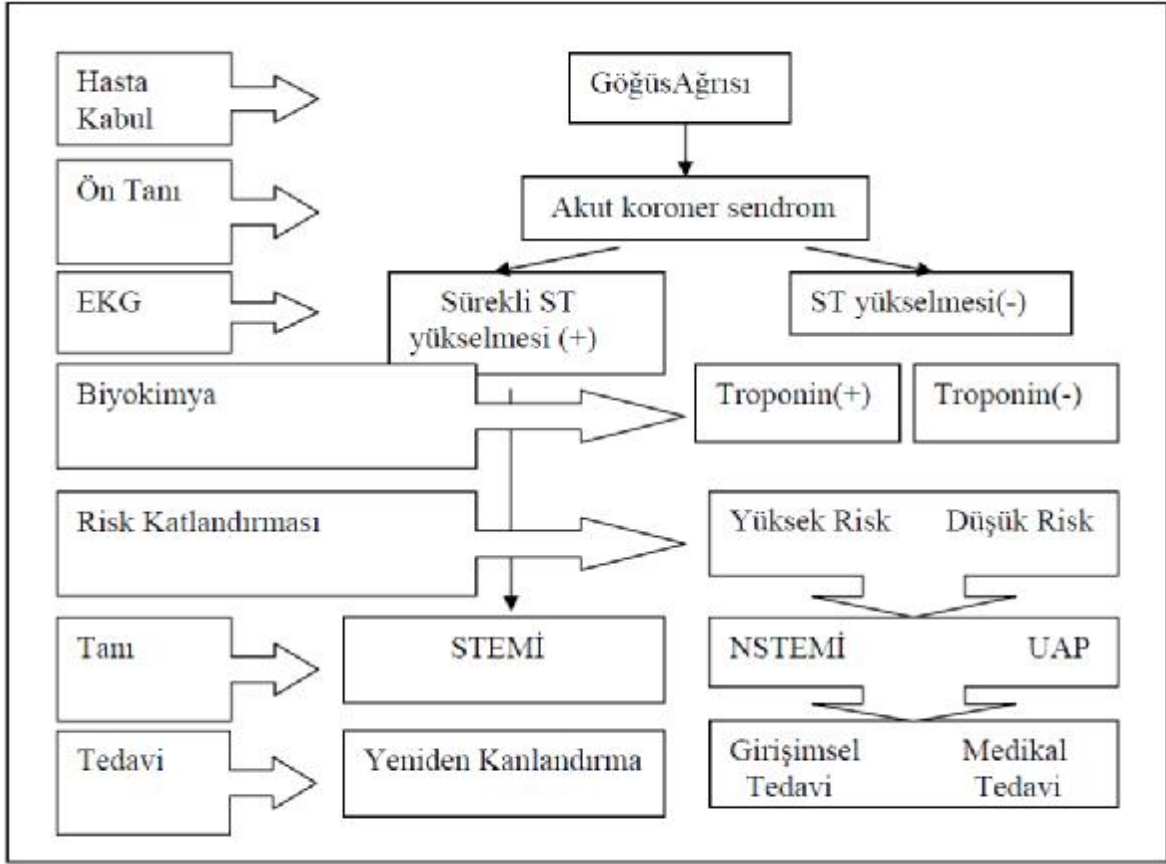 Hasta
Kabul
GöğüsAğrısı
Ön Tanı
Akut koroner sendrom
EKG
Sürekli ST
yükselmesi (+)
ST yükselmesi(-)
Biyokimya
Troponin(+)
Troponin(-)
Risk Katlandırması
Yüksek Risk
Düşük Risk
Tanı
STEMİ
NSTEMİ
UAP
Tedavi
Yeniden Kanlandırma
Girişimsel
Tedavi
Medikal
Tedavi